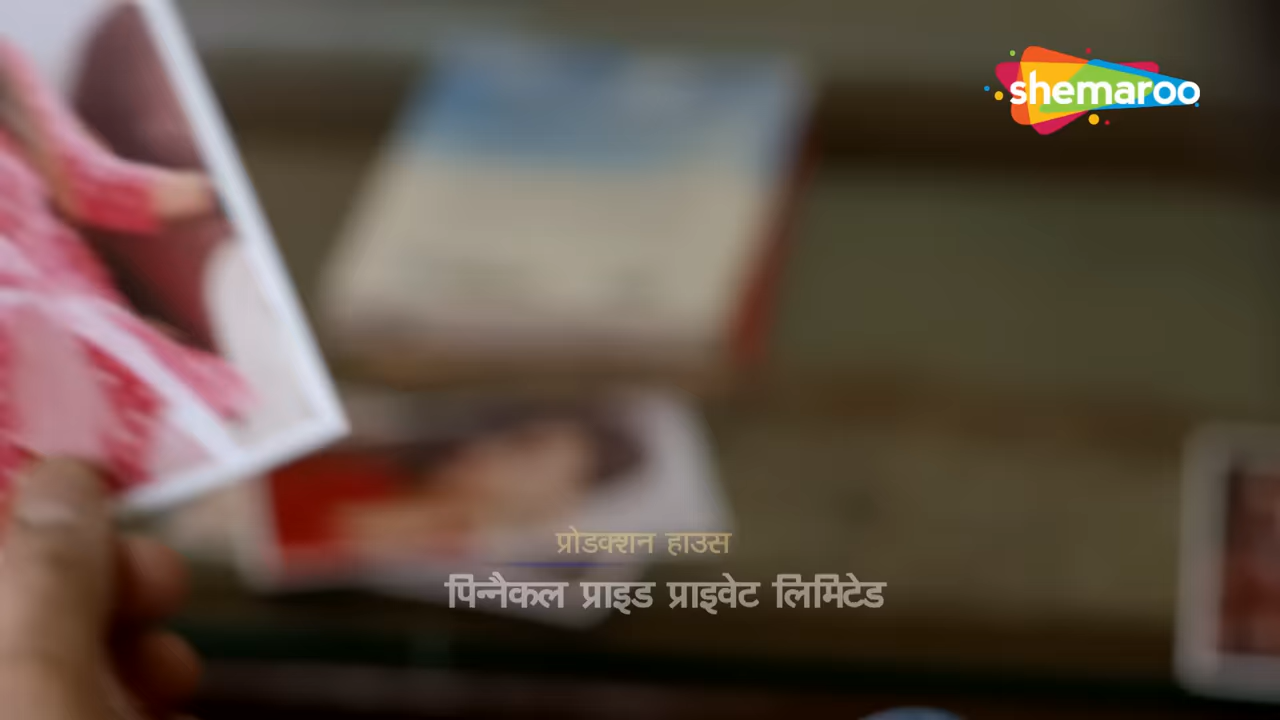 shemaroo
प्रोडक्शन हाउस
पिन्नैकल प्राइड प्राइवेट लिमिटेड